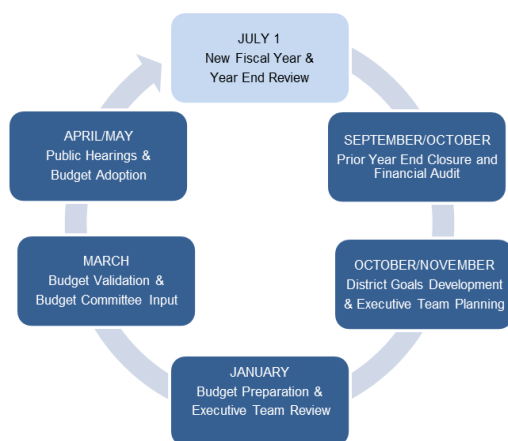 JULY 1
New Fiscal Year &
Year End Review
SEPTEMBER/OCTOBER
Prior Year End Closure and
Financial Audit
OCTOBER/NOVEMBER
District Goals Development
& Executive Team Planning
JANUARY
Budget Preparation &
Executive Team Review
MARCH
Budget Validation &
Budget Committee Input
APRIL/MAY
Public Hearings &
Budget Adoption